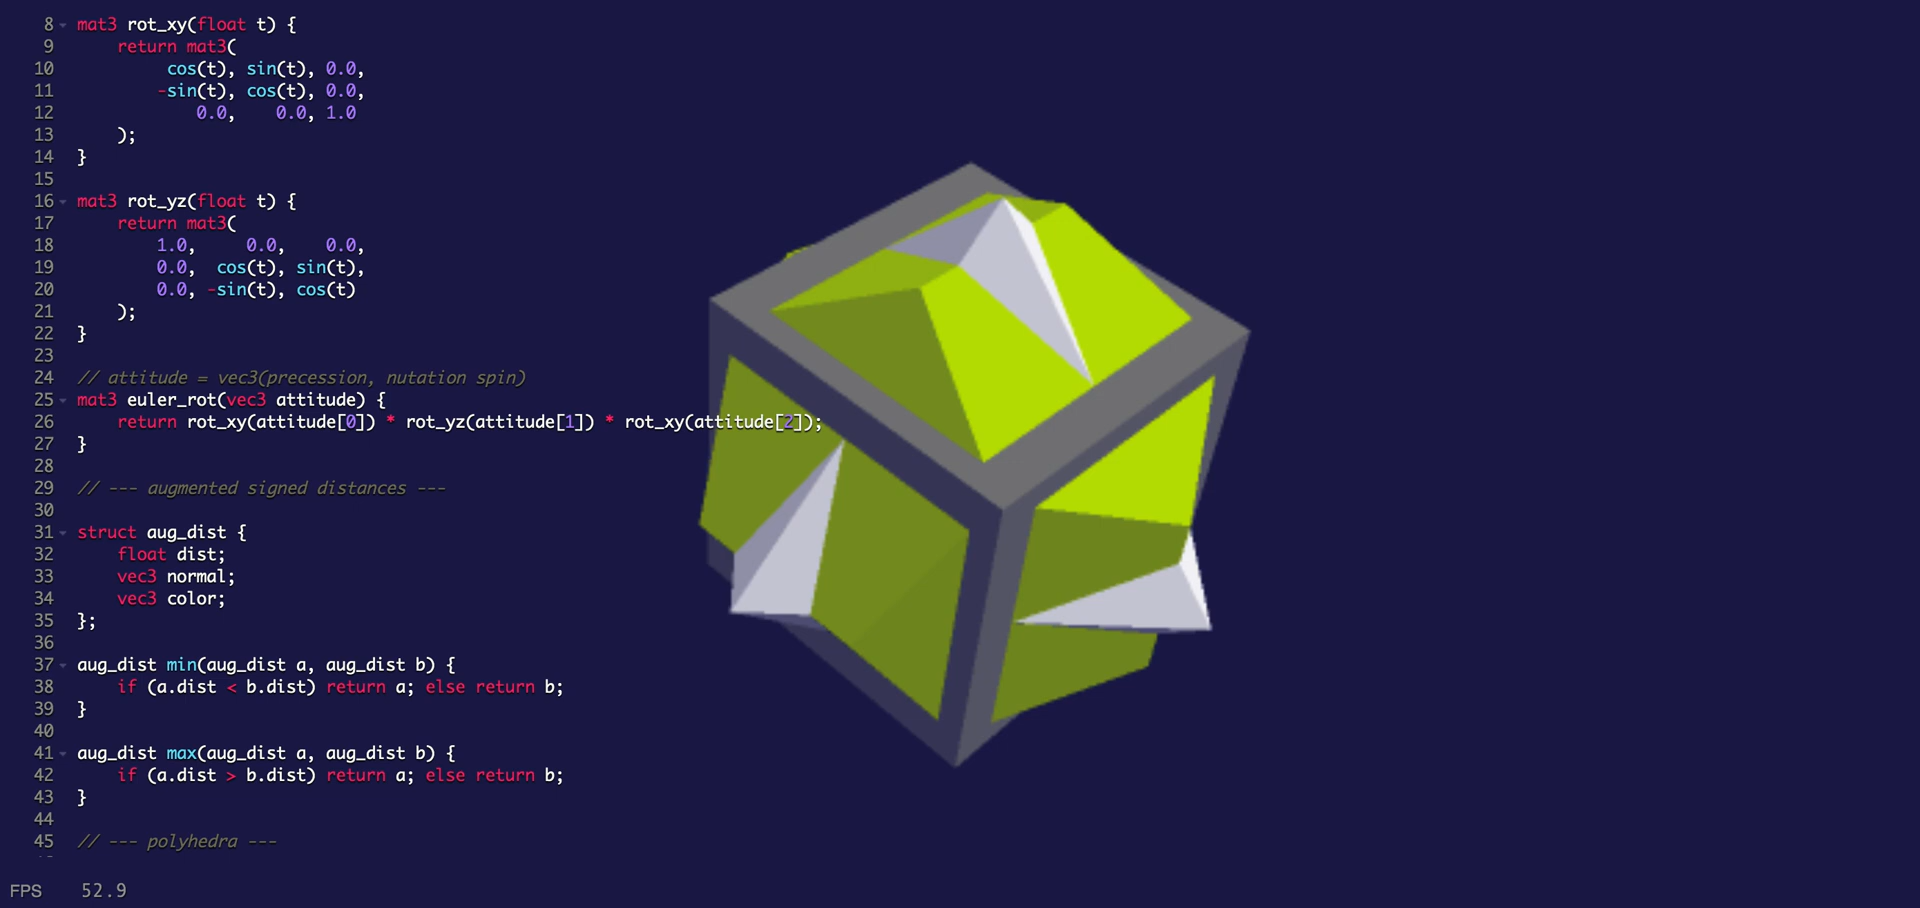 8 mat3 rot_xy(float t) {
9     return mat3(
10          cos(t), sin(t), 0.0,
11         -sin(t), cos(t), 0.0,
12             0.0,    0.0, 1.0
13     );
14 }
15
16 mat3 rot_yz(float t) {
17     return mat3(
18         1.0,     0.0,    0.0,
19         0.0,  cos(t), sin(t),
20         0.0, -sin(t), cos(t)
21     );
22 }
23
24 // attitude = vec3(precession, nutation spin)
25 mat3 euler_rot(vec3 attitude) {
26     return rot_xy(attitude[0]) * rot_yz(attitude[1]) * rot_xy(attitude[2]);
27 }
28
29 // --- augmented signed distances ---
30
31 struct aug_dist {
32     float dist;
33     vec3 normal;
34     vec3 color;
35 };
36
37 aug_dist min(aug_dist a, aug_dist b) {
38     if (a.dist < b.dist) return a; else return b;
39 }
40
41 aug_dist max(aug_dist a, aug_dist b) {
42     if (a.dist > b.dist) return a; else return b;
43 }
44
45 // --- polyhedra ---
FPS 52.9